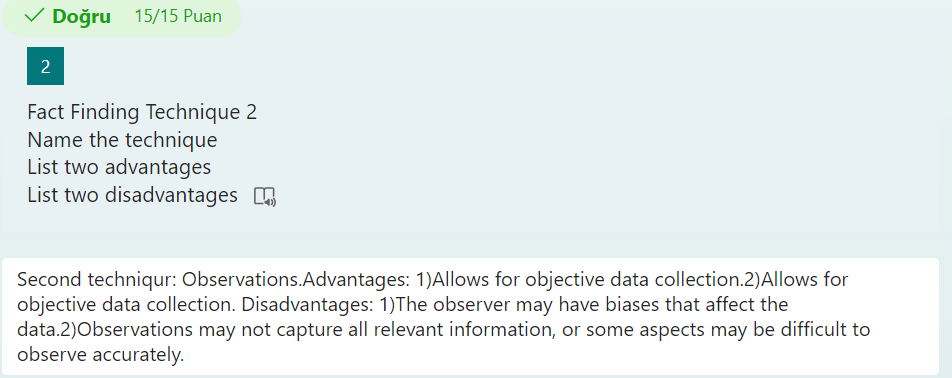 Doğru 15/15 Puan
2
Fact Finding Technique 2
Name the technique
List two advantages
List two disadvantages
Second techniqur: Observations.Advantages: 1)Allows for objective data collection.2)Allows for
objective data collection. Disadvantages: 1)The observer may have biases that affect the
data.2)Observations may not capture all relevant information, or some aspects may be difficult to
observe accurately.